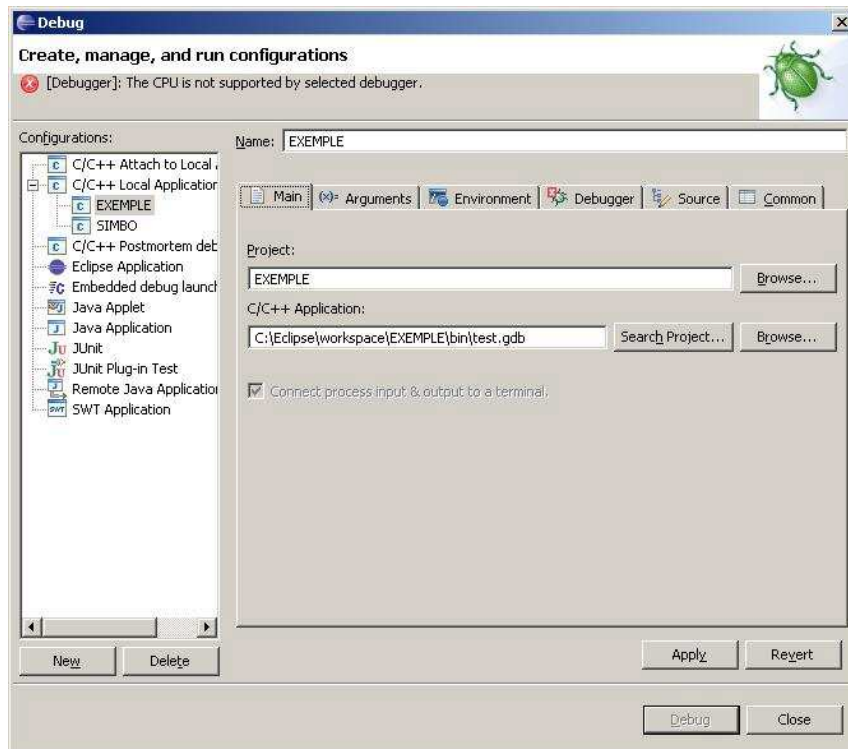 Debug
Create, manage, and run configurations
[Debugger]: The CPU is not supported by selected debugger.
Configurations:
C/C++ Attach to Local
C/C++ Local Application
EXEMPLE
SIMBO
C/C++ Postmortem deb
Eclipse Application
Embedded debug launch
Java Applet
Java Application
JUnit
JUnit Plug-in Test
Remote Java Application
SWT Application
New
Delete
Name: EXEMPLE
Main
Arguments
Environment
Debugger
Source
Common
Project:
EXEMPLE
Browse...
C/C++ Application:
C:\Eclipse\workspace\EXEMPLE\bin\test.gdb
Search Project...
Browse...
Connect process input & output to a terminal.
Apply
Revert
Debug
Close